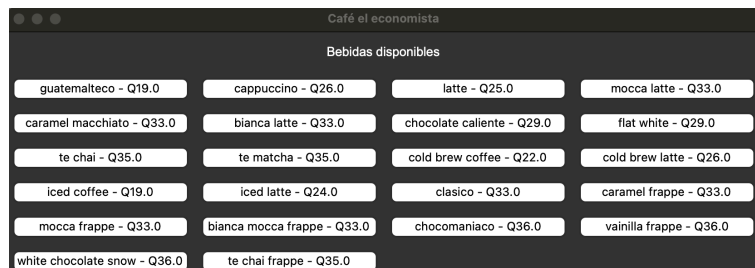 Café el economista
Bebidas disponibles
guatemalteco - Q19.0
cappuccino - Q26.0
latte - Q25.0
mocca latte - Q33.0
caramel macchiato - Q33.0
bianca latte - Q33.0
chocolate caliente - Q29.0
flat white - Q29.0
te chai - Q35.0
te matcha - Q35.0
cold brew coffee - Q22.0
cold brew latte - Q26.0
iced coffee - Q19.0
iced latte - Q24.0
clasico - Q33.0
caramel frappe - Q33.0
mocca frappe - Q33.0
bianca mocca frappe - Q33.0
chocomaniaco - Q36.0
vainilla frappe - Q36.0
white chocolate snow - Q36.0
te chai frappe - Q35.0